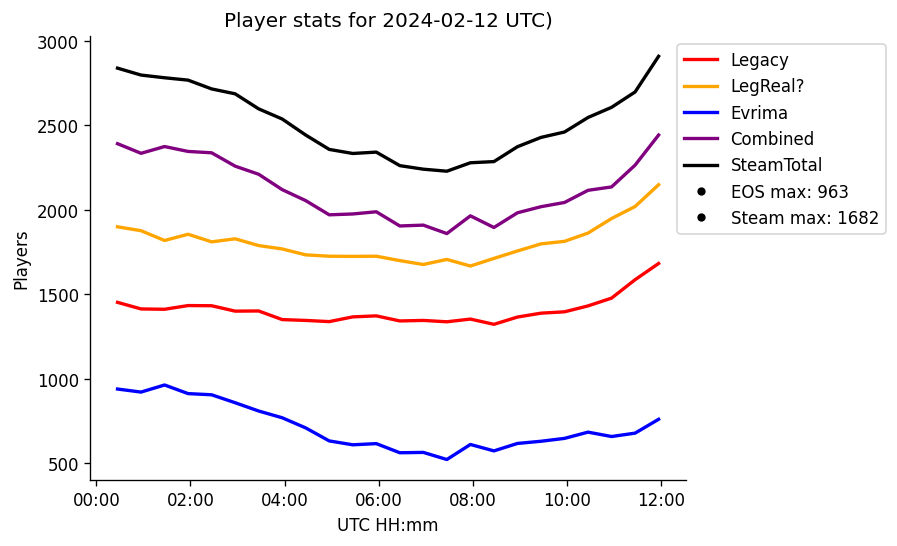 Player stats for 2024-02-12 UTC)
3000
2500
2000
1500
1000
500
Players
00:00 02:00 04:00 06:00 08:00 10:00 12:00
UTC HH:mm
Legacy
LegReal?
Evrima
Combined
SteamTotal
EOS max: 963
Steam max: 1682